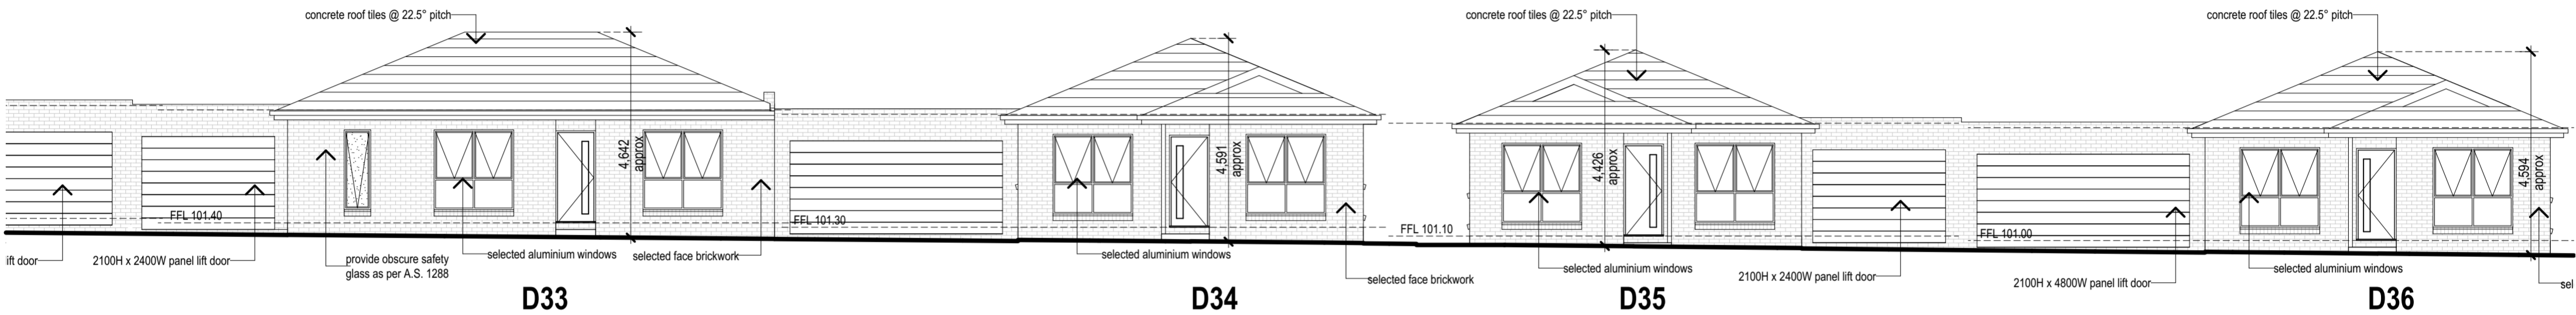 concrete roof tiles @ 22.5° pitch
concrete roof tiles @ 22.5° pitch
concrete roof tiles @ 22.5° pitch
4,642
approx
4,591
approx
4,426
approx
4,594
approx
FFL 101.40
FFL 101.30
FFL 101.10
FFL 101.00
ift door
2100H x 2400W panel lift door
provide obscure safety
glass as per A.S. 1288
selected aluminium windows
selected face brickwork
selected aluminium windows
selected face brickwork
selected aluminium windows
2100H x 2400W panel lift door
2100H x 4800W panel lift door
selected aluminium windows
sel
D33
D34
D35
D36